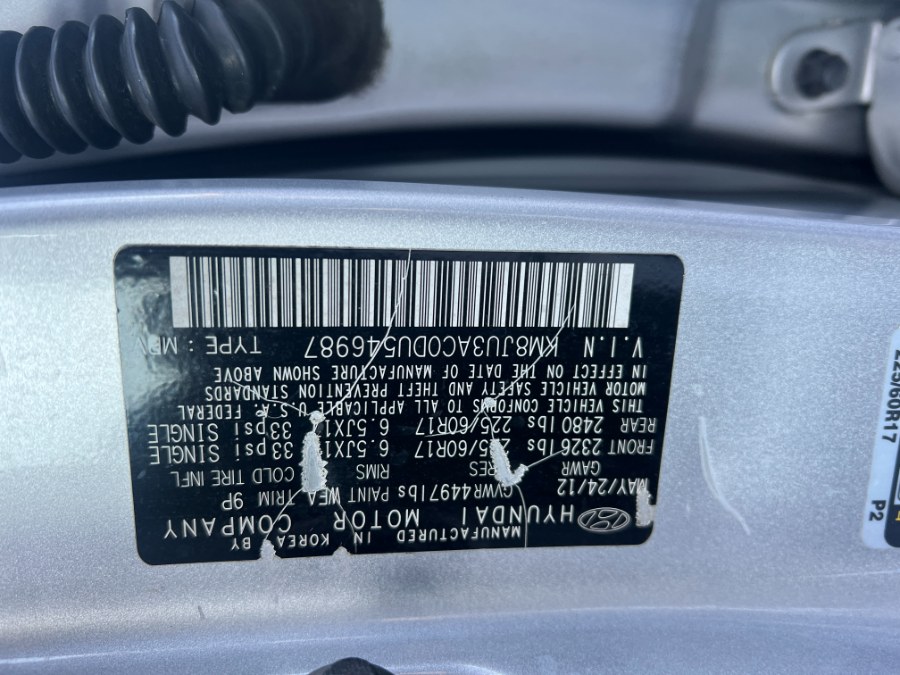 MANUFACTURED BY
HYUNDAI MOTOR COMPANY
IN KOREA
MAY/24/12 GVWR 4497 lbs PAINT WEA TRIM 9P
GAWR RIMS COLD TIRE INFL
FRONT 2326 lbs 225/60R17 33psi SINGLE
REAR 2480 lbs 225/60R17 33psi SINGLE
THIS VEHICLE CONFORMS TO ALL APPLICABLE U.S.A. FEDERAL
MOTOR VEHICLE SAFETY AND THEFT PREVENTION STANDARDS
IN EFFECT ON THE DATE OF MANUFACTURE SHOWN ABOVE
V.I.N KM8JU3AC0DU546987 TYPE :
225/60R17
P2